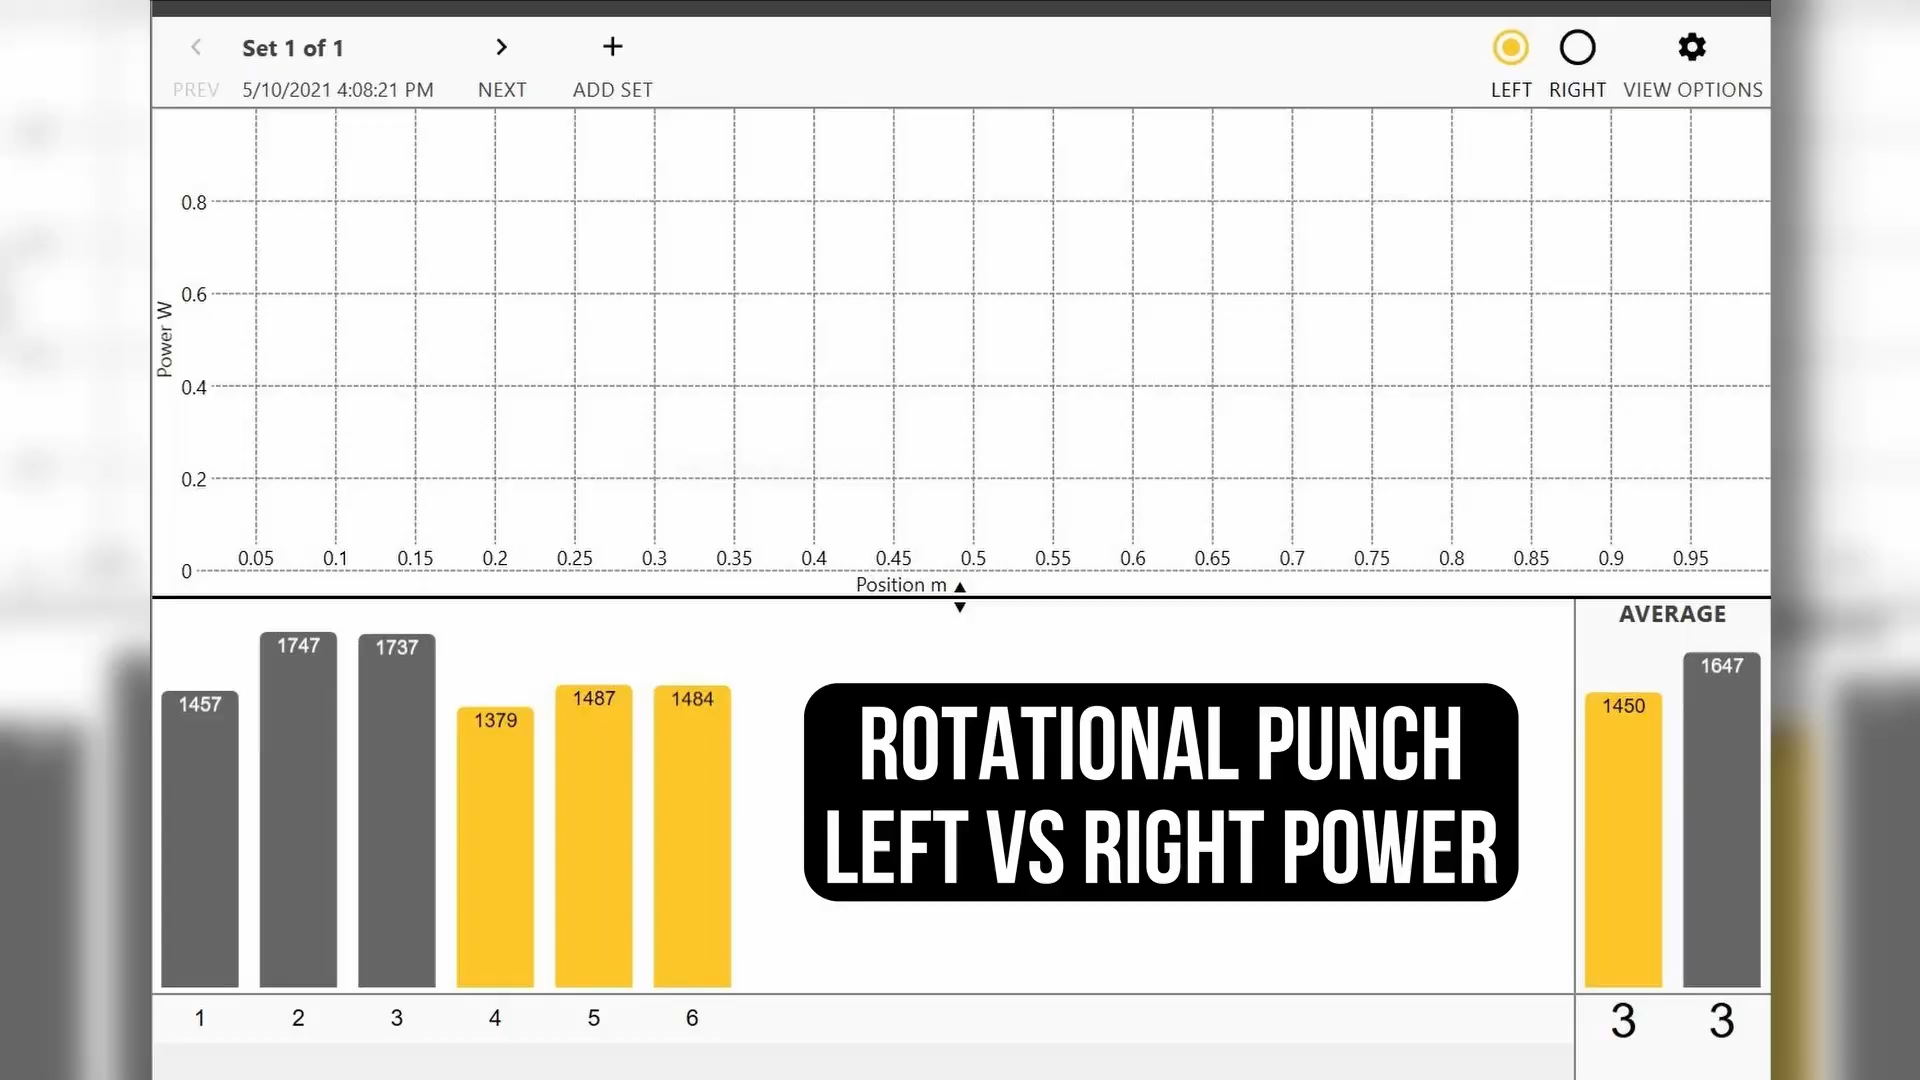 Set 1 of 1
PREV 5/10/2021 4:08:21 PM NEXT ADD SET LEFT RIGHT VIEW OPTIONS
0.8
0.6
0.4
0.2
0
Power W
0.05 0.1 0.15 0.2 0.25 0.3 0.35 0.4 0.45 0.5 0.55 0.6 0.65 0.7 0.75 0.8 0.85 0.9 0.95
Position m
AVERAGE
1457 1747 1737 1379 1487 1484
1450 1647
ROTATIONAL PUNCH
LEFT VS RIGHT POWER
1 2 3 4 5 6
3 3